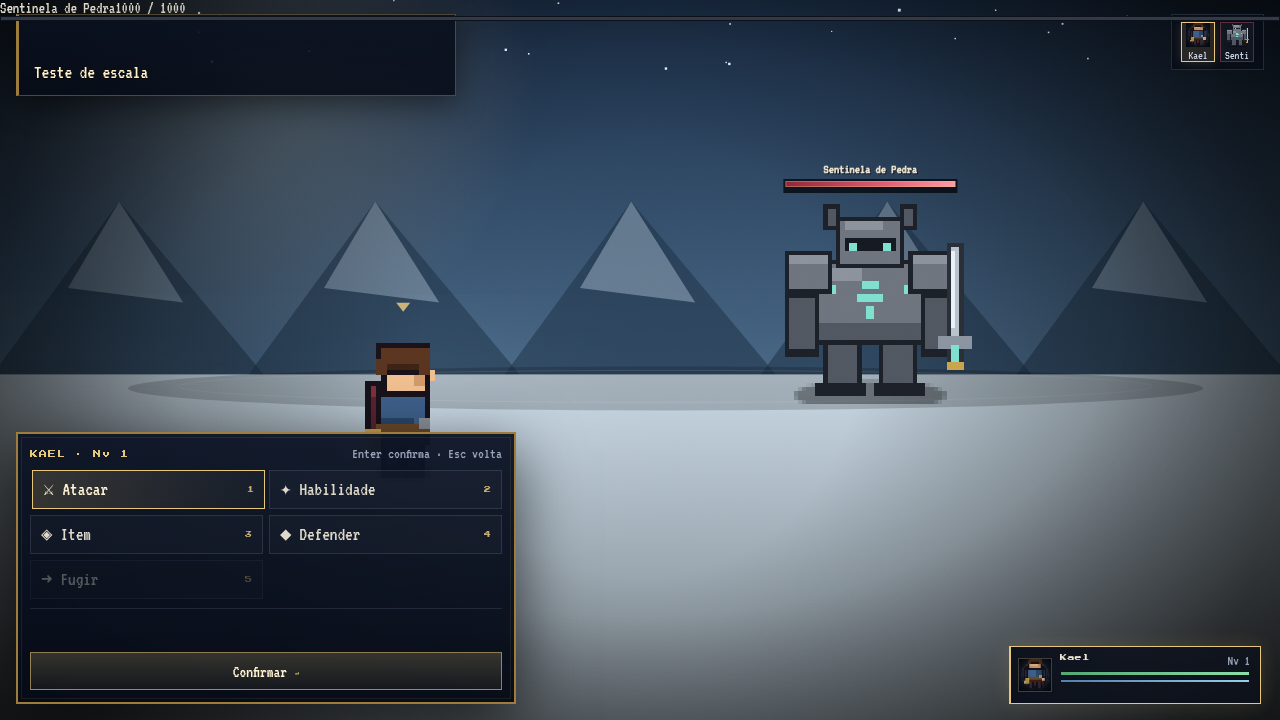 Sentinela de Pedra1000 / 1000
Teste de escala
Kael
Senti
Sentinela de Pedra
KAEL · Nv 1
Enter confirma · Esc volta
⚔ Atacar 1
✦ Habilidade 2
◈ Item 3
◆ Defender 4
➔ Fugir 5
Confirmar
Kael
Nv 1